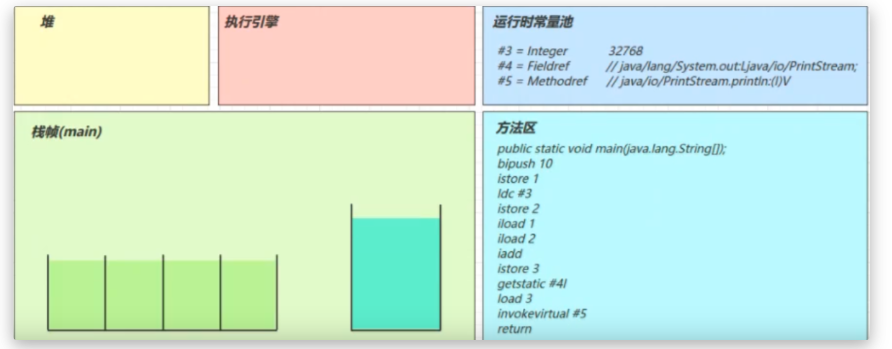 堆
执行引擎
运行时常量池
#3 = Integer 32768
#4 = Fieldref // java/lang/System.out:Ljava/io/PrintStream;
#5 = Methodref // java/io/PrintStream.println:(I)V
栈帧(main)
方法区
public static void main(java.lang.String[]);
bipush 10
istore 1
ldc #3
istore 2
iload 1
iload 2
iadd
istore 3
getstatic #4I
load 3
invokevirtual #5
return